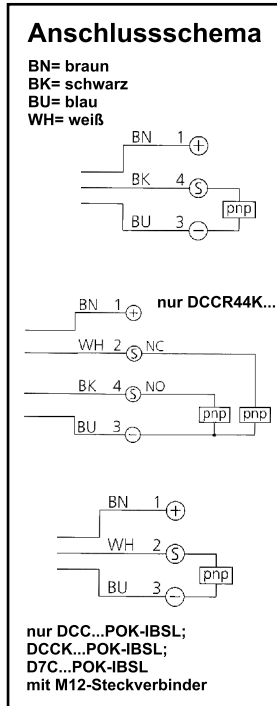 Anschlussschema
BN= braun
BK= schwarz
BU= blau
WH= weiß
BN 1 +
BK 4 S
pnp
BU 3 −
BN 1 + nur DCCR44K...
WH 2 S NC
BK 4 S NO
pnp pnp
BU 3 −
BN 1 +
WH 2 S
pnp
BU 3 −
nur DCC...POK-IBSL;
DCCK...POK-IBSL;
D7C...POK-IBSL
mit M12-Steckverbinder